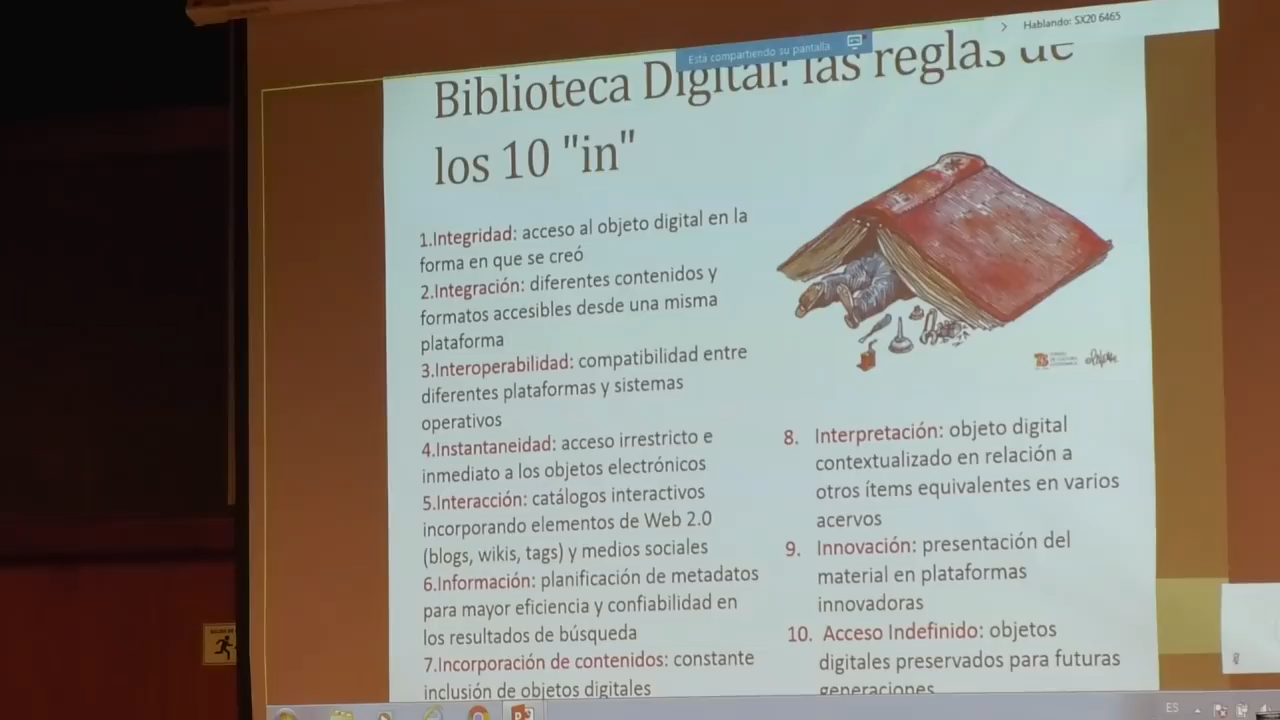 Hablando: SX20 6465
Está compartiendo su pantalla
Biblioteca Digital: las reglas de
los 10 "in"
1.Integridad: acceso al objeto digital en la
forma en que se creó
2.Integración: diferentes contenidos y
formatos accesibles desde una misma
plataforma
3.Interoperabilidad: compatibilidad entre
diferentes plataformas y sistemas
operativos
4.Instantaneidad: acceso irrestricto e
inmediato a los objetos electrónicos
5.Interacción: catálogos interactivos
incorporando elementos de Web 2.0
(blogs, wikis, tags) y medios sociales
6.Información: planificación de metadatos
para mayor eficiencia y confiabilidad en
los resultados de búsqueda
7.Incorporación de contenidos: constante
inclusión de objetos digitales
8. Interpretación: objeto digital
contextualizado en relación a
otros ítems equivalentes en varios
acervos
9. Innovación: presentación del
material en plataformas
innovadoras
10. Acceso Indefinido: objetos
digitales preservados para futuras
generaciones
ES